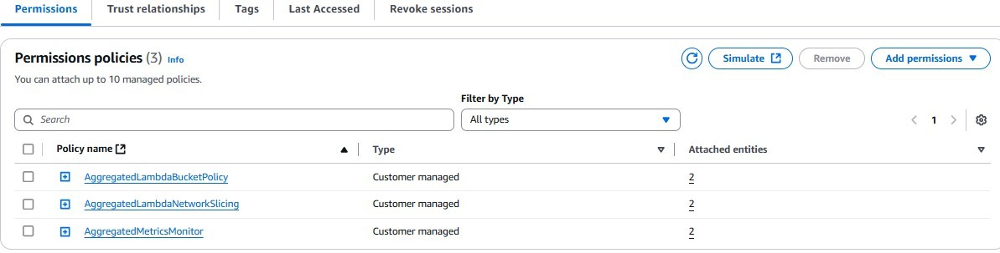 Permissions Trust relationships Tags Last Accessed Revoke sessions
Permissions policies (3) Info Simulate Remove Add permissions
You can attach up to 10 managed policies.
Filter by Type
Search All types 1
Policy name Type Attached entities
AggregatedLambdaBucketPolicy Customer managed 2
AggregatedLambdaNetworkSlicing Customer managed 2
AggregatedMetricsMonitor Customer managed 2